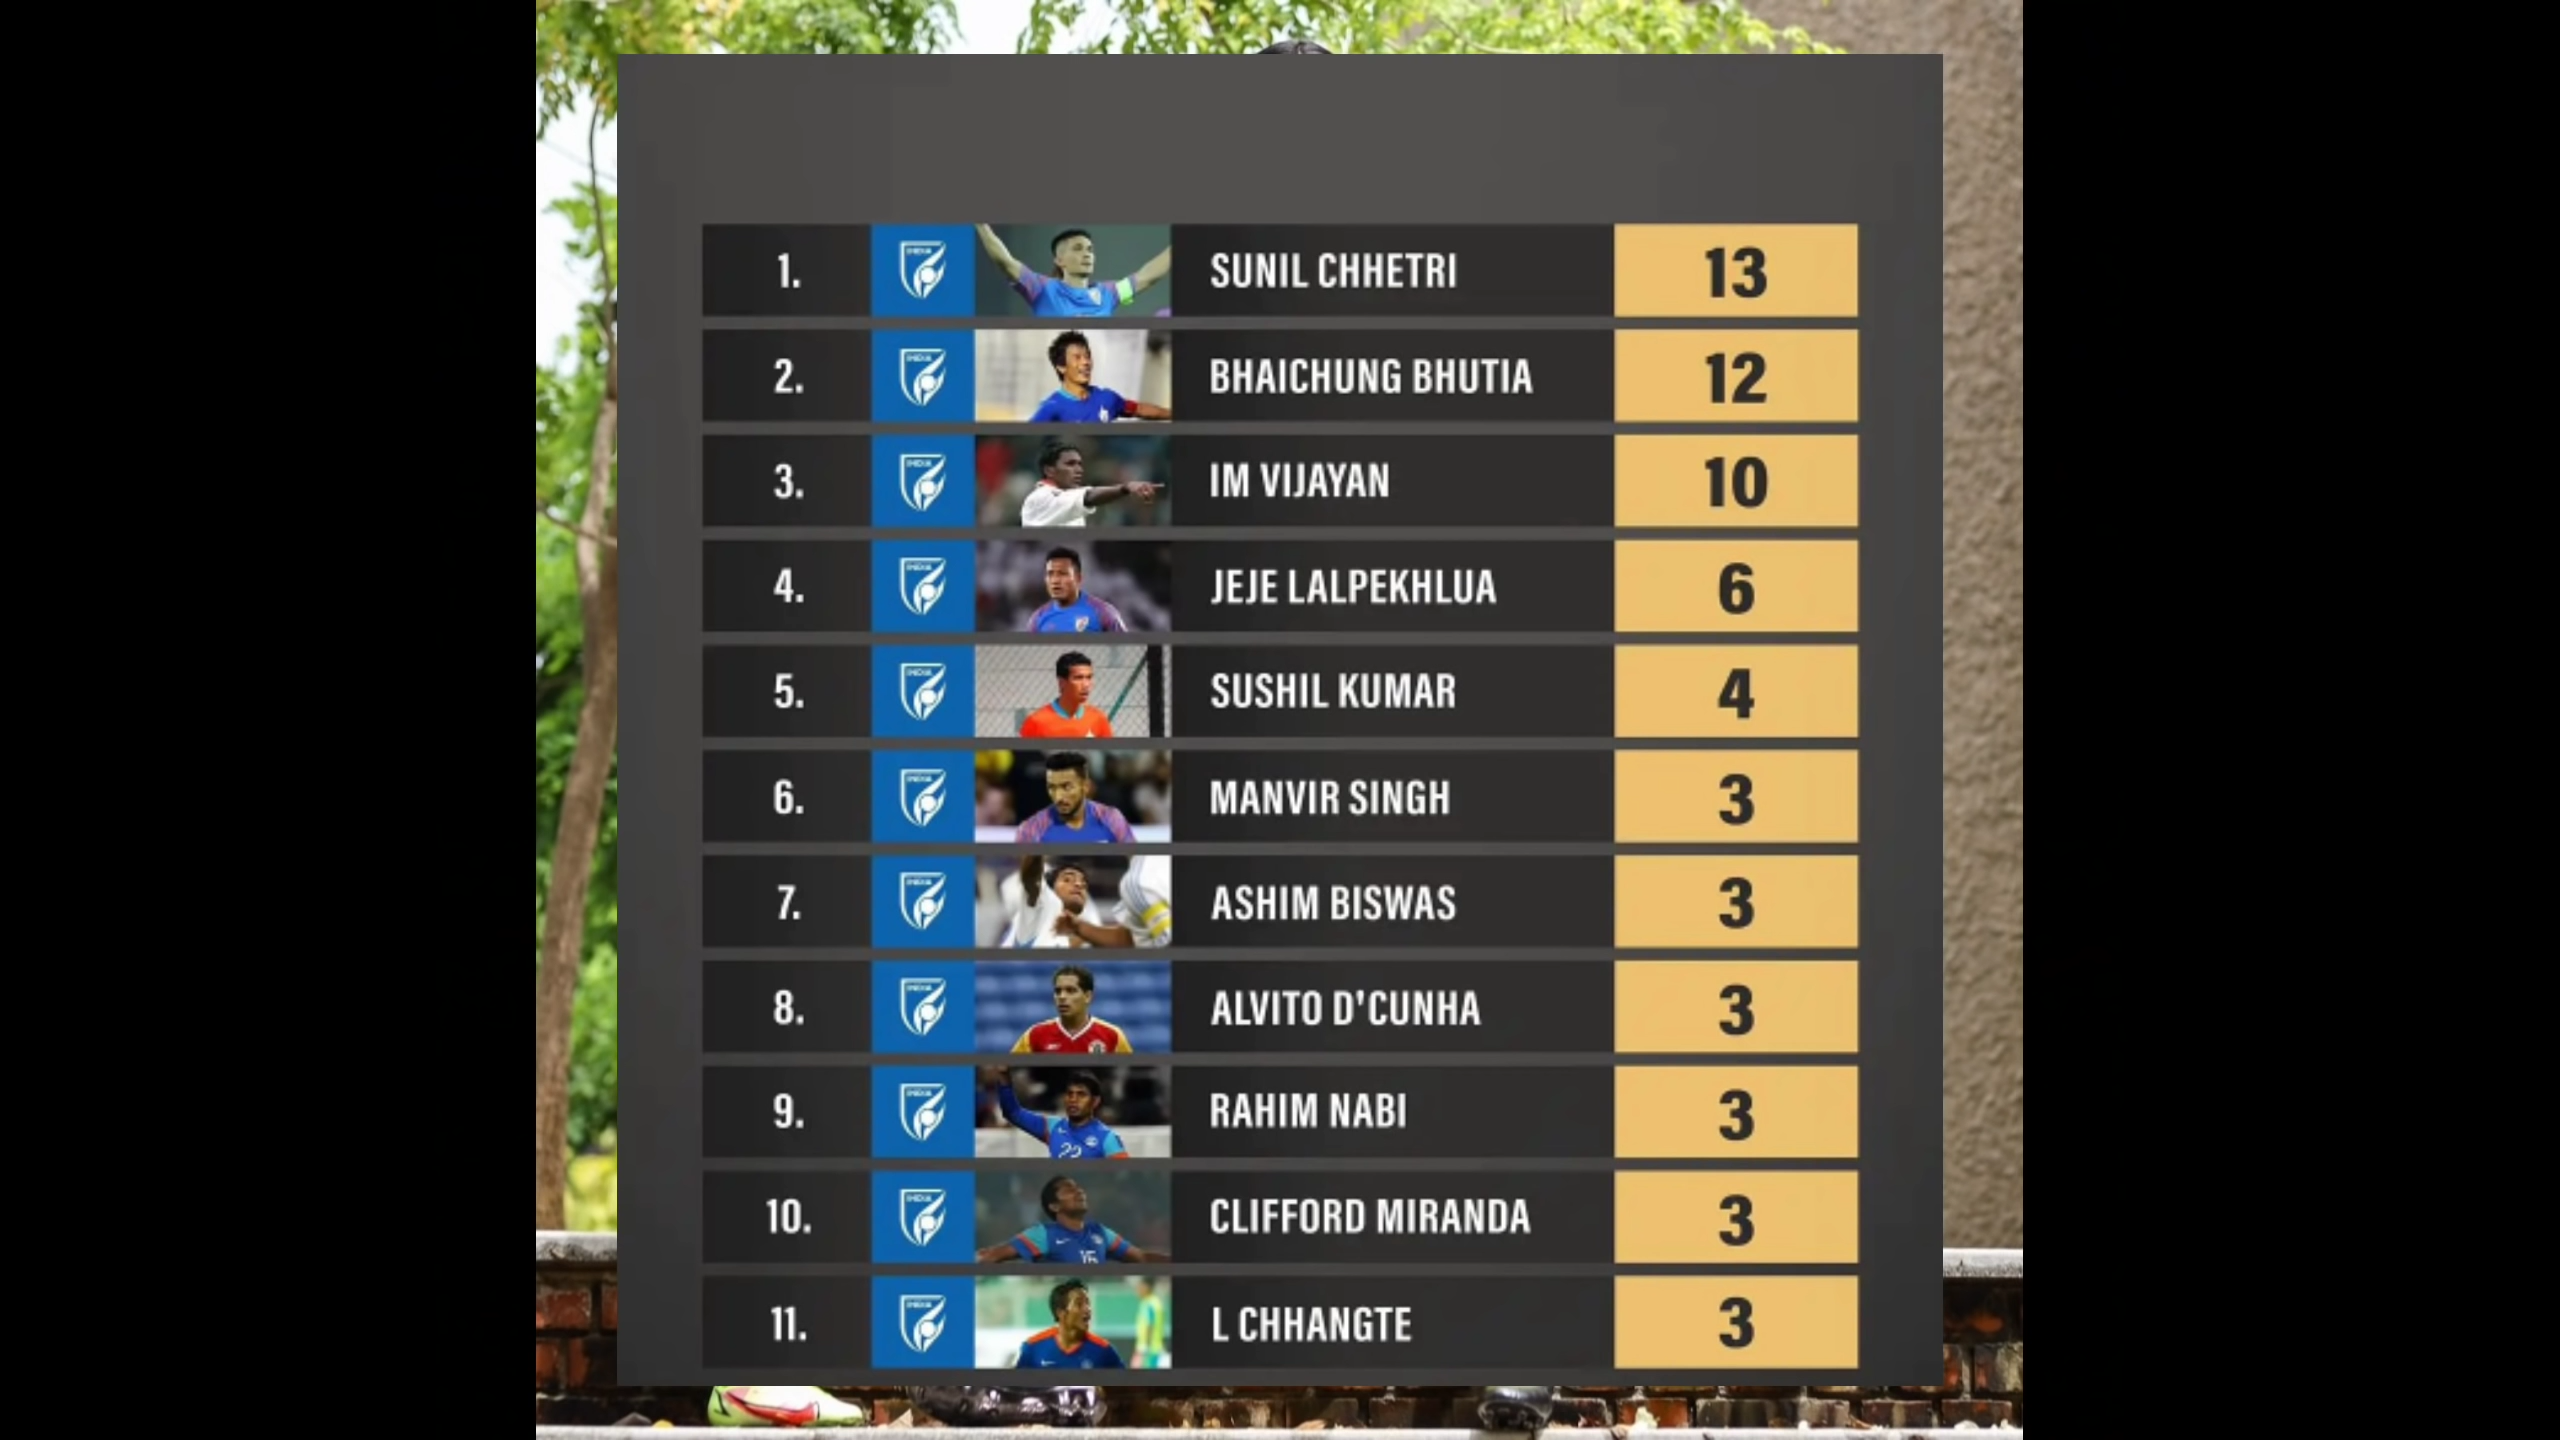 1. SUNIL CHHETRI 13
2. BHAICHUNG BHUTIA 12
3. IM VIJAYAN 10
4. JEJE LALPEKHLUA 6
5. SUSHIL KUMAR 4
6. MANVIR SINGH 3
7. ASHIM BISWAS 3
8. ALVITO D'CUNHA 3
9. RAHIM NABI 3
10. CLIFFORD MIRANDA 3
11. L CHHANGTE 3